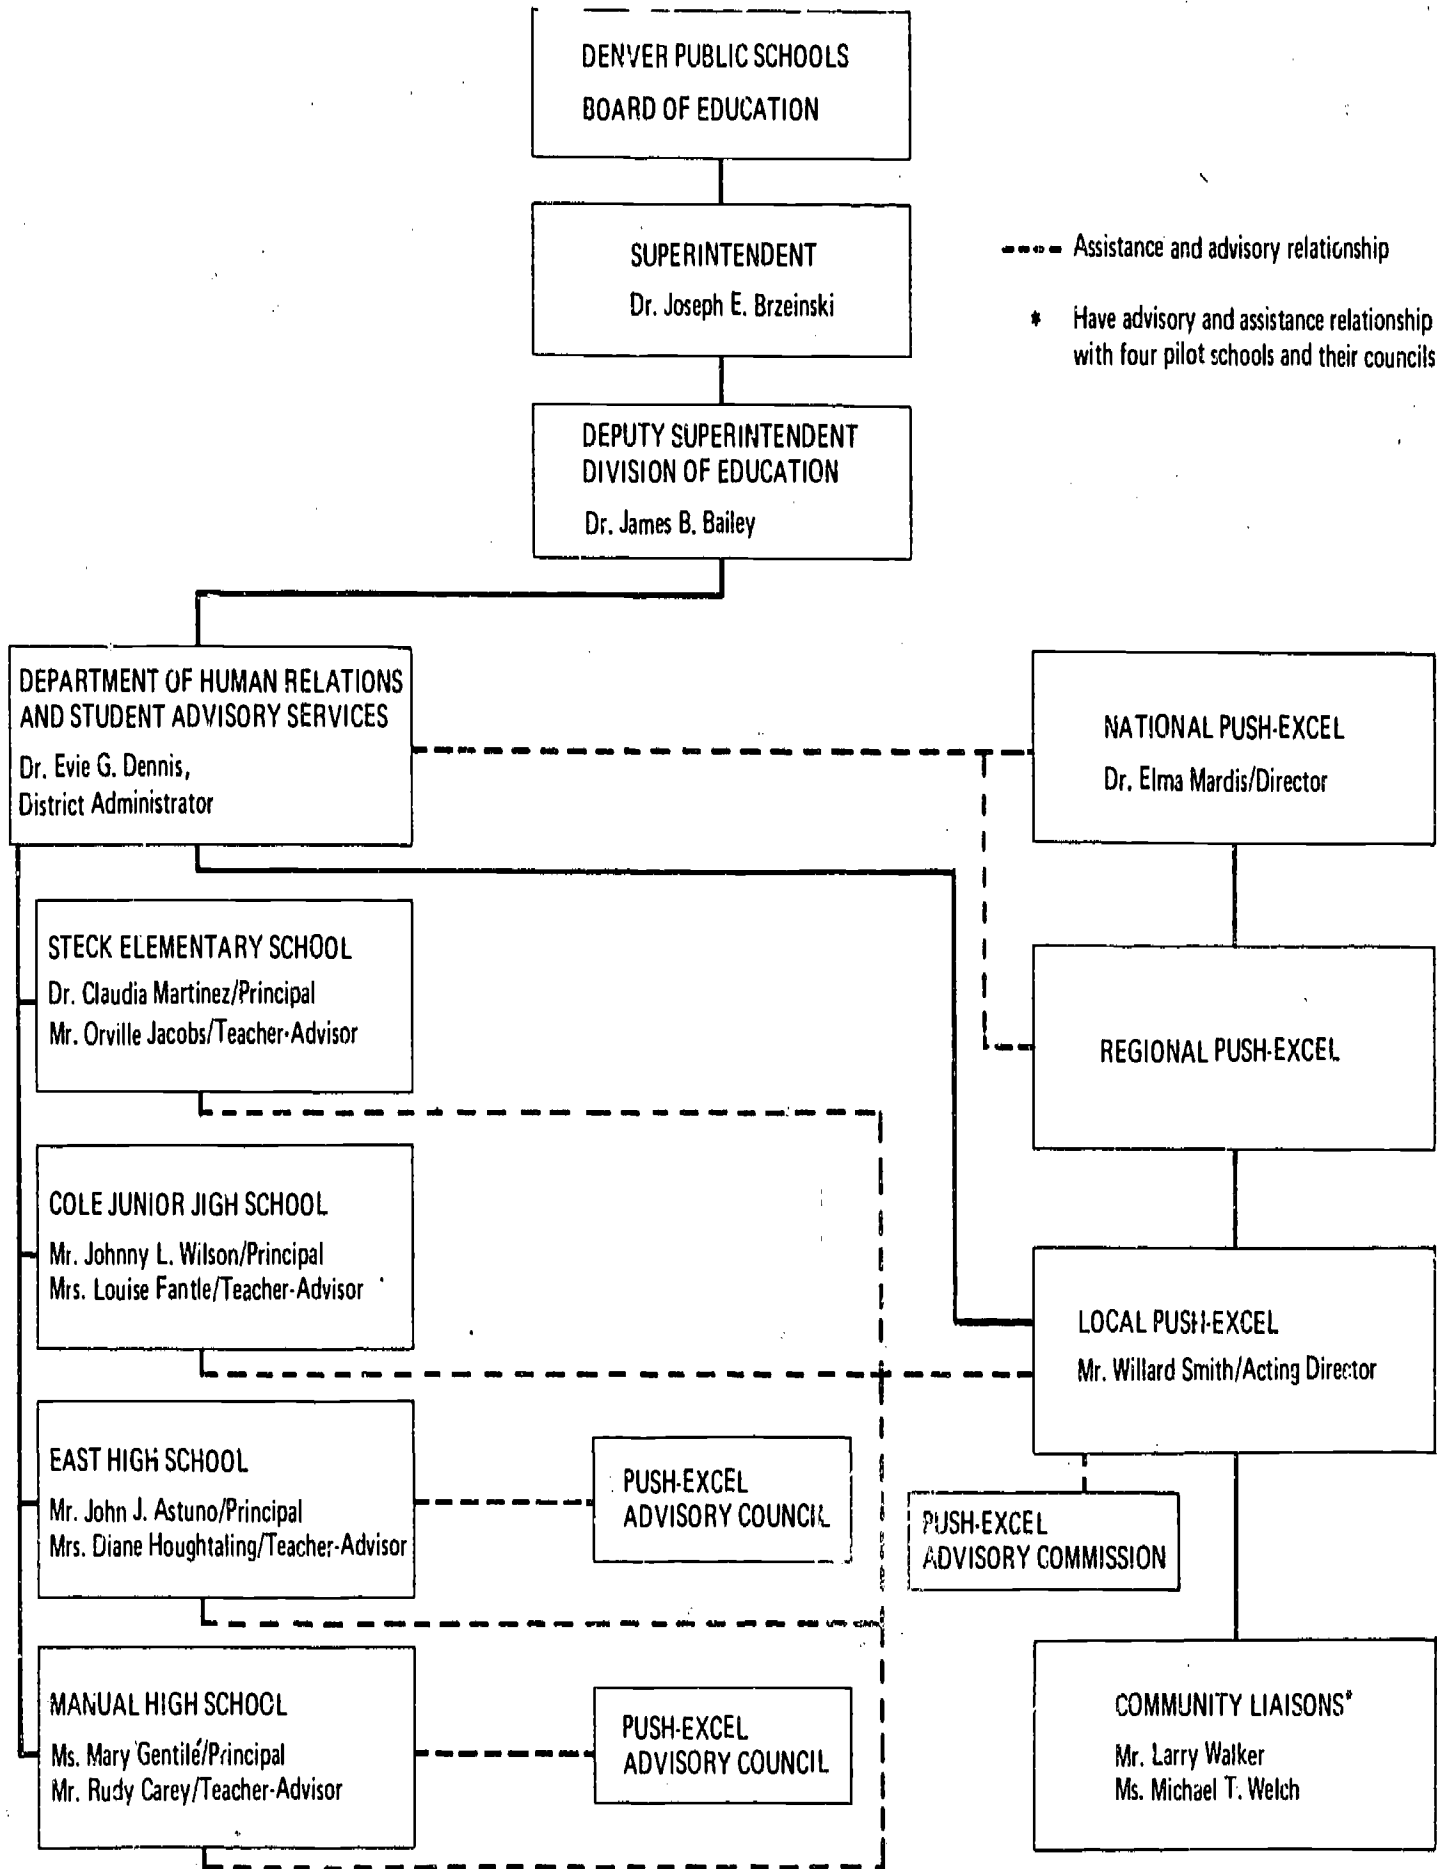 DENVER PUBLIC SCHOOLS
BOARD OF EDUCATION
SUPERINTENDENT
Dr. Joseph E. Brzeinski
Assistance and advisory relationship
* Have advisory and assistance relationship
with four pilot schools and their councils
DEPUTY SUPERINTENDENT
DIVISION OF EDUCATION
Dr. James B. Bailey
DEPARTMENT OF HUMAN RELATIONS
AND STUDENT ADVISORY SERVICES
Dr. Evie G. Dennis,
District Administrator
NATIONAL PUSH-EXCEL
Dr. Elma Mardis/Director
STECK ELEMENTARY SCHOOL
Dr. Claudia Martinez/Principal
Mr. Orville Jacobs/Teacher-Advisor
REGIONAL PUSH-EXCEL
COLE JUNIOR JIGH SCHOOL
Mr. Johnny L. Wilson/Principal
Mrs. Louise Fantle/Teacher-Advisor
LOCAL PUSH-EXCEL
Mr. Willard Smith/Acting Director
EAST HIGH SCHOOL
Mr. John J. Astuno/Principal
Mrs. Diane Houghtaling/Teacher-Advisor
PUSH-EXCEL
ADVISORY COUNCIL
PUSH-EXCEL
ADVISORY COMMISSION
MANUAL HIGH SCHOOL
Ms. Mary Gentile/Principal
Mr. Rudy Carey/Teacher-Advisor
PUSH-EXCEL
ADVISORY COUNCIL
COMMUNITY LIAISONS*
Mr. Larry Walker
Ms. Michael T. Welch